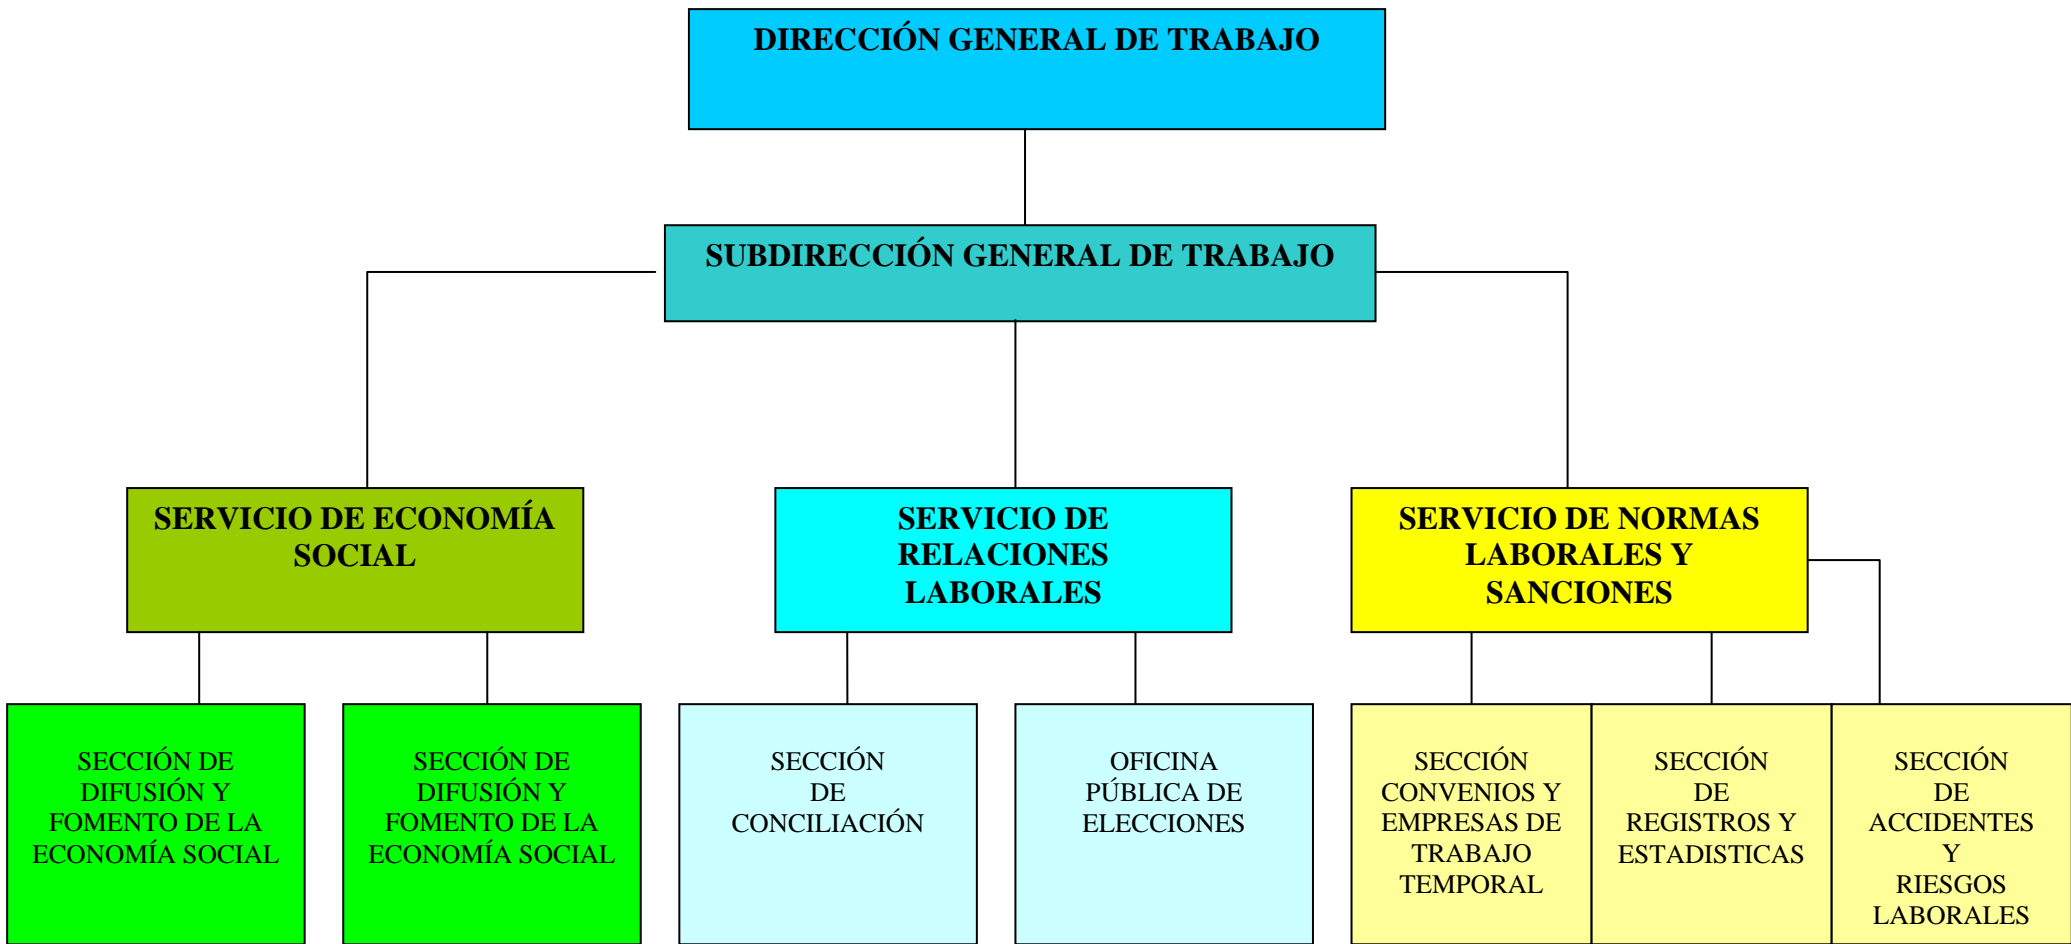 DIRECCIÓN GENERAL DE TRABAJO
SUBDIRECCIÓN GENERAL DE TRABAJO
SERVICIO DE ECONOMÍA
SOCIAL
SERVICIO DE
RELACIONES
LABORALES
SERVICIO DE NORMAS
LABORALES Y
SANCIONES
SECCIÓN DE
DIFUSIÓN Y
FOMENTO DE LA
ECONOMÍA SOCIAL
SECCIÓN DE
DIFUSIÓN Y
FOMENTO DE LA
ECONOMÍA SOCIAL
SECCIÓN
DE
CONCILIACIÓN
OFICINA
PÚBLICA DE
ELECCIONES
SECCIÓN
CONVENIOS Y
EMPRESAS DE
TRABAJO
TEMPORAL
SECCIÓN
DE
REGISTROS Y
ESTADISTICAS
SECCIÓN
DE
ACCIDENTES
Y
RIESGOS
LABORALES